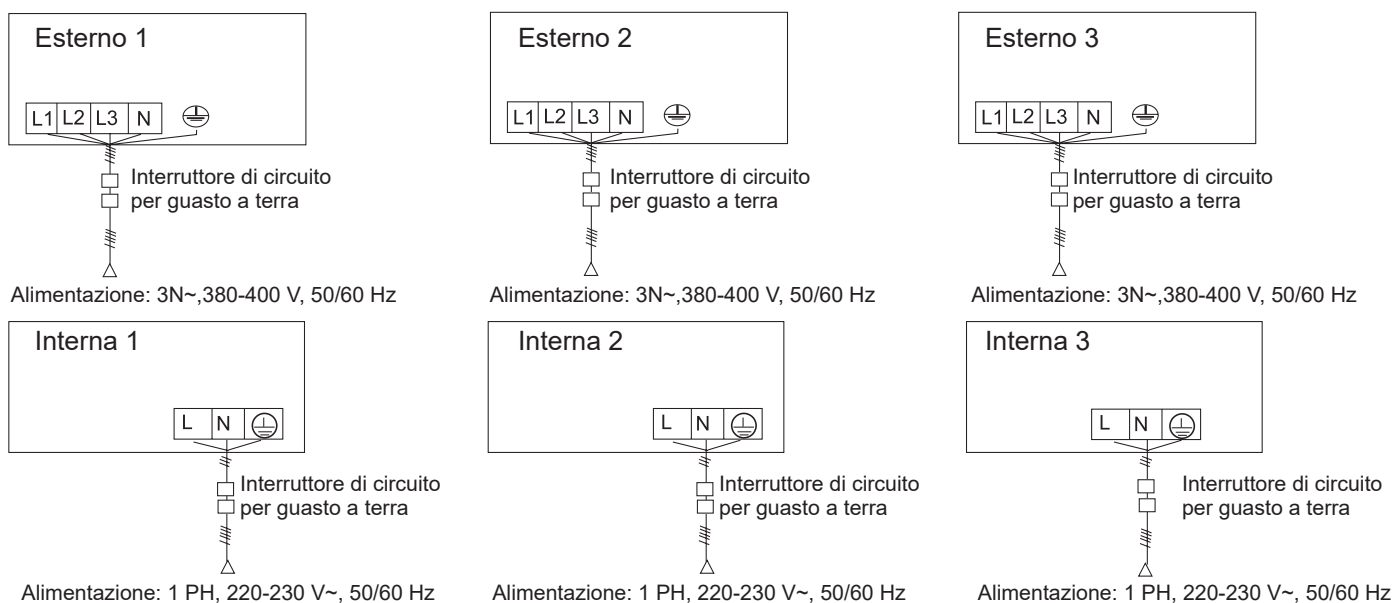 Esterno 1
L1 L2 L3 N
Interruttore di circuito
per guasto a terra
Alimentazione: 3N~,380-400 V, 50/60 Hz
Esterno 2
L1 L2 L3 N
Interruttore di circuito
per guasto a terra
Alimentazione: 3N~,380-400 V, 50/60 Hz
Esterno 3
L1 L2 L3 N
Interruttore di circuito
per guasto a terra
Alimentazione: 3N~,380-400 V, 50/60 Hz
Interna 1
L N
Interruttore di circuito
per guasto a terra
Alimentazione: 1 PH, 220-230 V~, 50/60 Hz
Interna 2
L N
Interruttore di circuito
per guasto a terra
Alimentazione: 1 PH, 220-230 V~, 50/60 Hz
Interna 3
L N
Interruttore di circuito
per guasto a terra
Alimentazione: 1 PH, 220-230 V~, 50/60 Hz